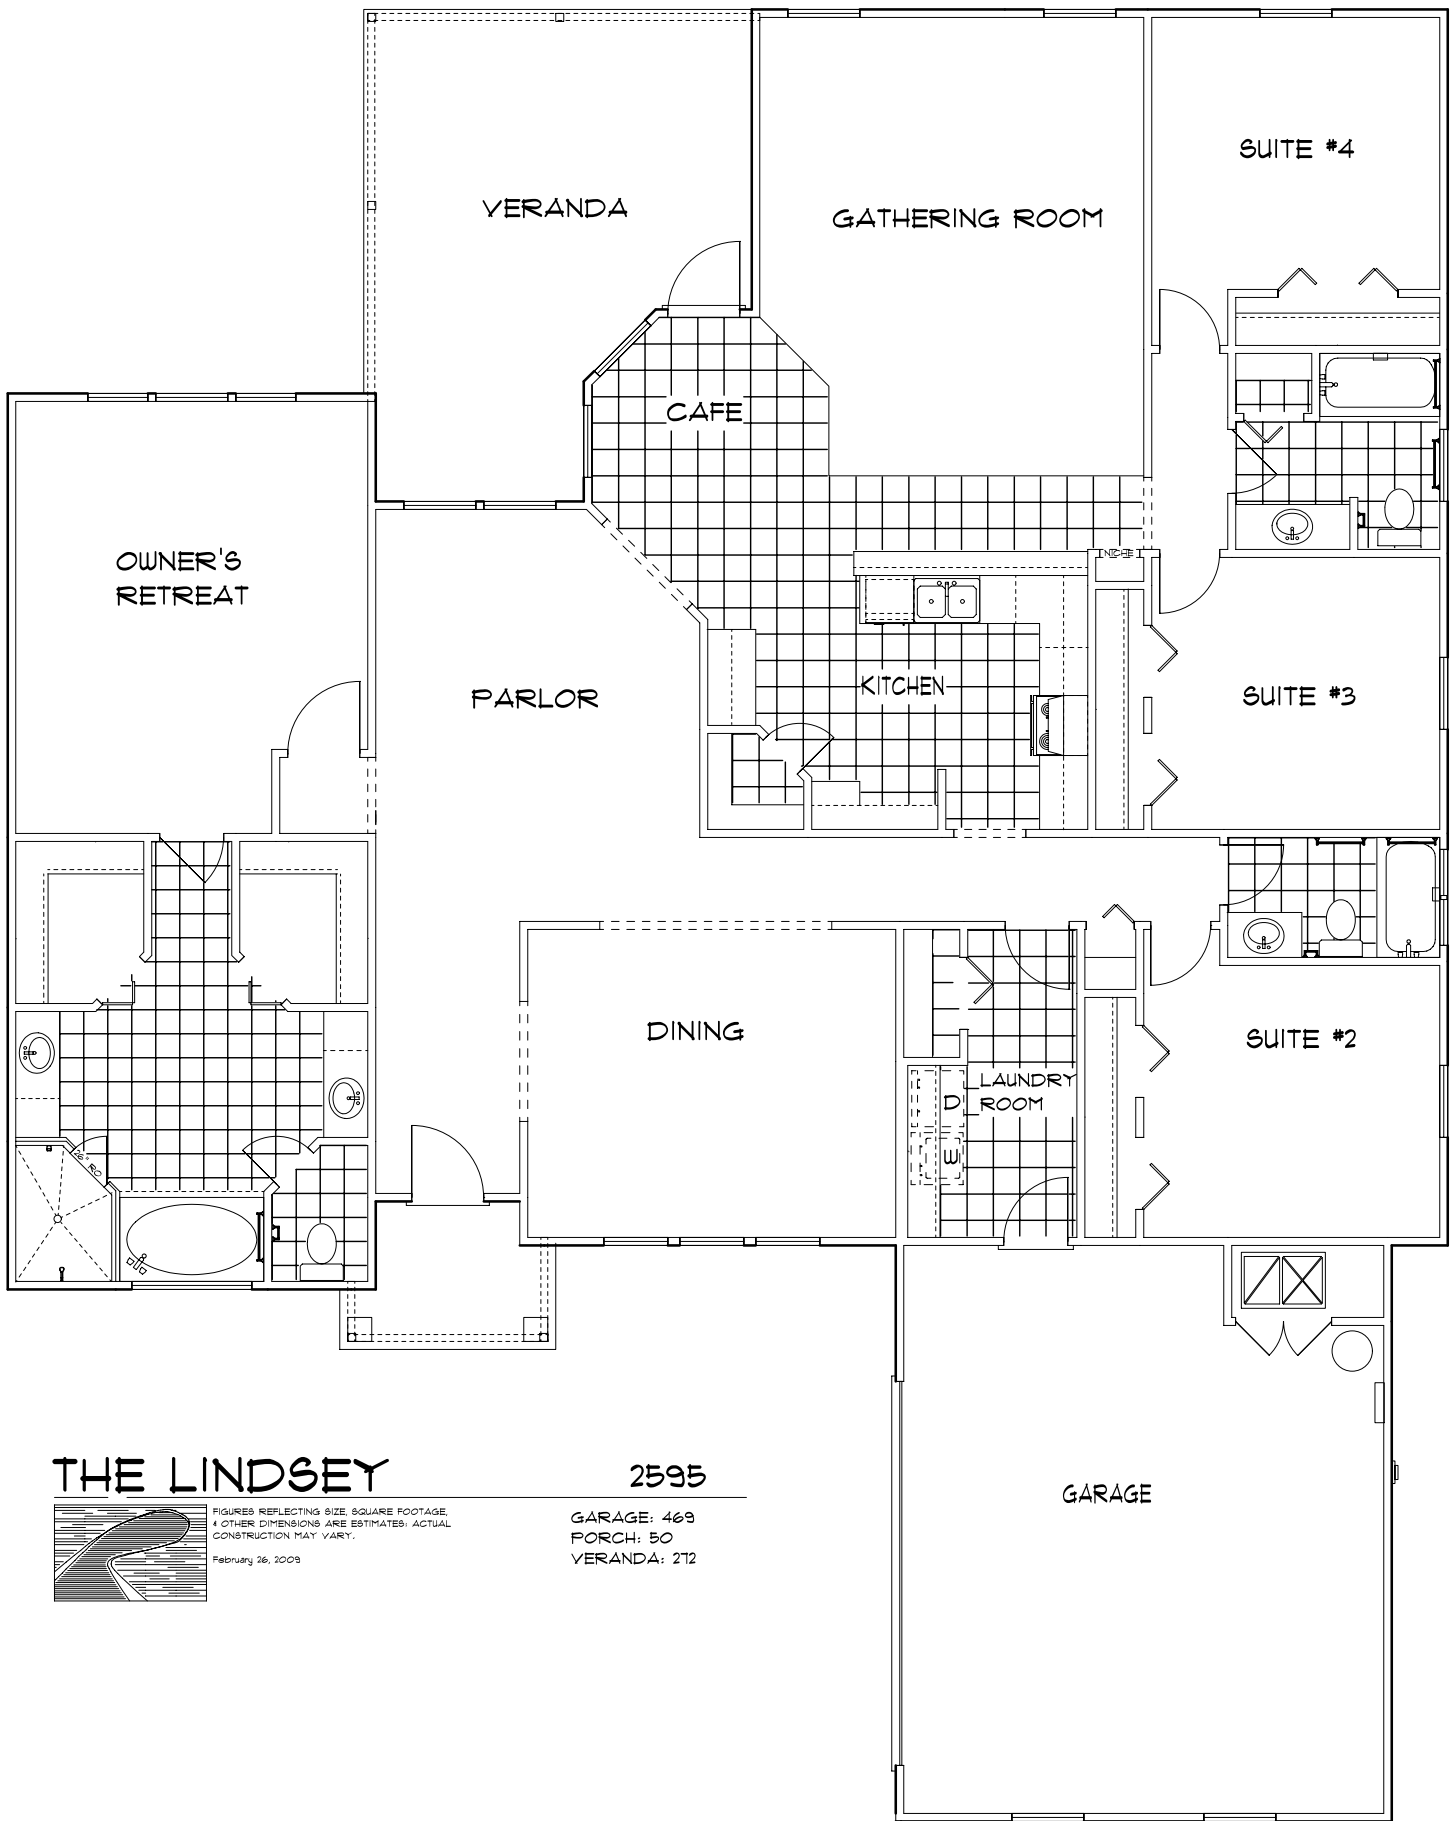 SUITE #4
VERANDA
GATHERING ROOM
CAFE
NICHE
OWNER'S
RETREAT
KITCHEN
PARLOR
SUITE #3
DINING
SUITE #2
LAUNDRY
ROOM
D
W
26" RO
GARAGE
THE LINDSEY
2595
FIGURES REFLECTING SIZE, SQUARE FOOTAGE,
& OTHER DIMENSIONS ARE ESTIMATES: ACTUAL
CONSTRUCTION MAY VARY.
February 26, 2009
GARAGE: 469
PORCH: 50
VERANDA: 272